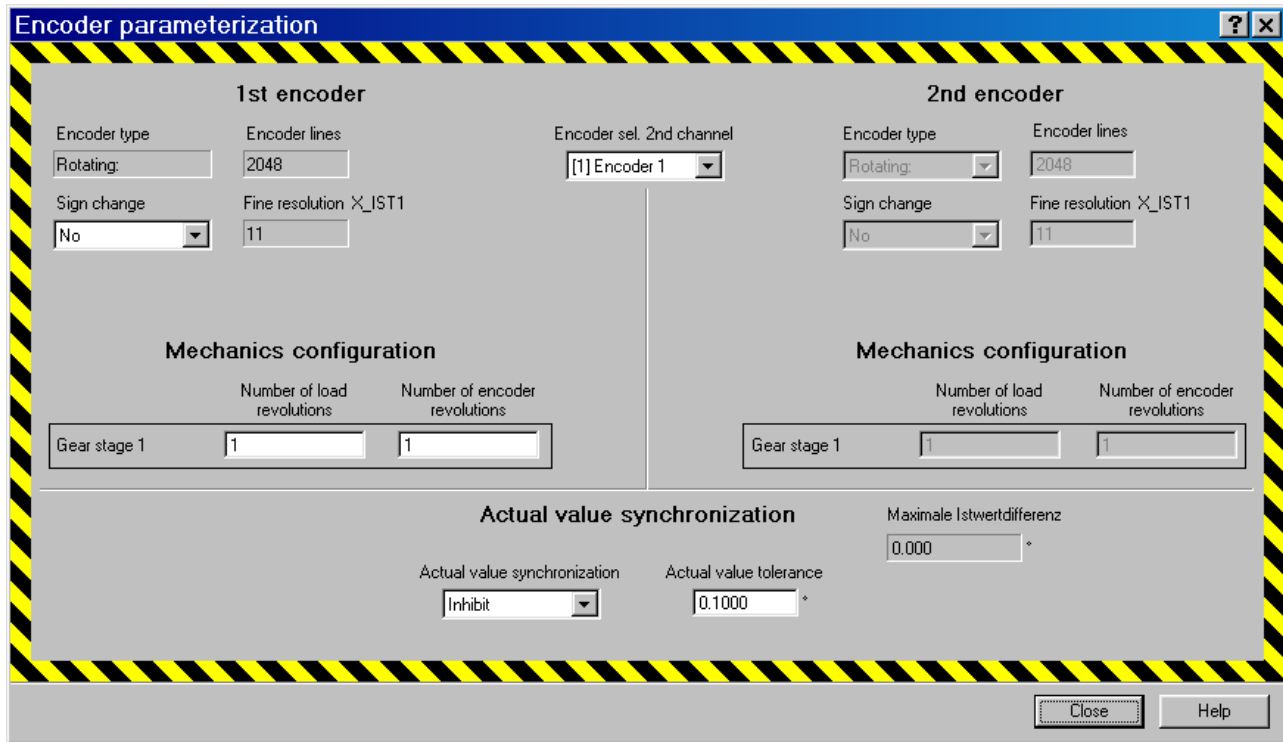 Encoder parameterization
?
1st encoder
Encoder type
Encoder lines
Rotating:
2048
Sign change
Fine resolution X_IST1
No
11
Encoder sel. 2nd channel
[1] Encoder 1
2nd encoder
Encoder type
Encoder lines
Rotating:
2048
Sign change
Fine resolution X_IST1
No
11
Mechanics configuration
Number of load
revolutions
Number of encoder
revolutions
Gear stage 1
1
1
Mechanics configuration
Number of load
revolutions
Number of encoder
revolutions
Gear stage 1
1
1
Actual value synchronization
Maximale Istwertdifferenz
0.000 °
Actual value synchronization
Inhibit
Actual value tolerance
0.1000 °
Close
Help